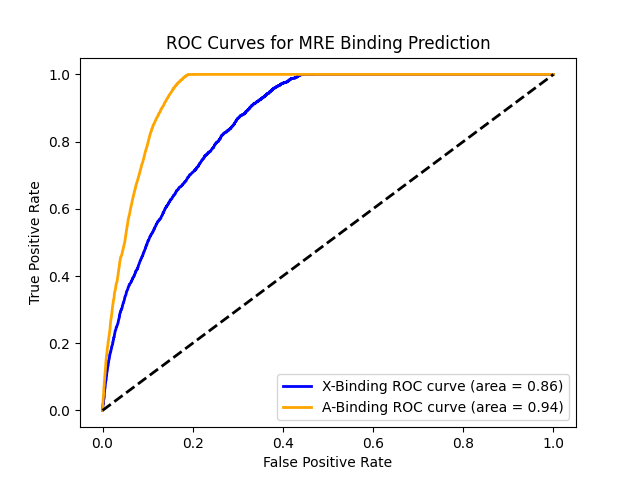 ROC Curves for MRE Binding Prediction
True Positive Rate
1.0
0.8
0.6
0.4
0.2
0.0
X-Binding ROC curve (area = 0.86)
A-Binding ROC curve (area = 0.94)
0.0 0.2 0.4 0.6 0.8 1.0
False Positive Rate